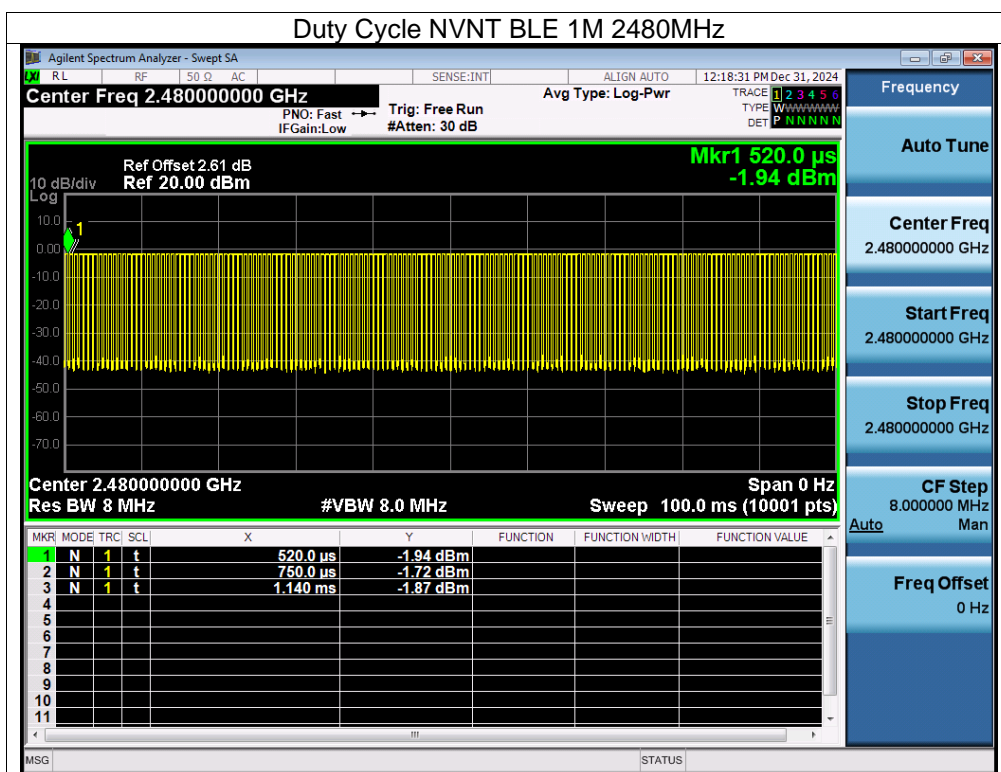 Duty Cycle NVNT BLE 1M 2480MHz
Agilent Spectrum Analyzer - Swept SA
LXI RL RF 50 Ω AC SENSE:INT ALIGN AUTO 12:18:31 PM Dec 31, 2024
Center Freq 2.480000000 GHz Avg Type: Log-Pwr TRACE 1 2 3 4 5 6
PNO: Fast Trig: Free Run TYPE WWWWWW
IFGain:Low #Atten: 30 dB DET P N N N N N
Frequency
Auto Tune
Mkr1 520.0 µs
-1.94 dBm
Ref Offset 2.61 dB
10 dB/div Ref 20.00 dBm
Log
10.0
1
0.00
-10.0
-20.0
-30.0
-40.0
-50.0
-60.0
-70.0
Center 2.480000000 GHz Span 0 Hz
Res BW 8 MHz #VBW 8.0 MHz Sweep 100.0 ms (10001 pts)
Center Freq
2.480000000 GHz
Start Freq
2.480000000 GHz
Stop Freq
2.480000000 GHz
CF Step
8.000000 MHz
Auto Man
Freq Offset
0 Hz
MKR MODE TRC SCL X Y FUNCTION FUNCTION WIDTH FUNCTION VALUE
1 N 1 t 520.0 µs -1.94 dBm
2 N 1 t 750.0 µs -1.72 dBm
3 N 1 t 1.140 ms -1.87 dBm
4
5
6
7
8
9
10
11
MSG STATUS